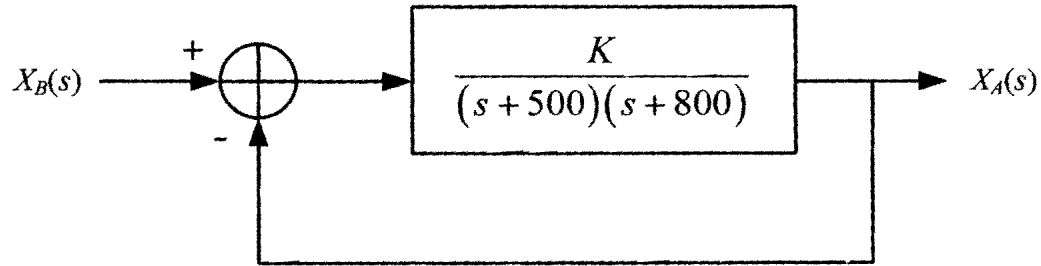 +
X_B(s)
-
K
(s + 500)(s + 800)
X_A(s)